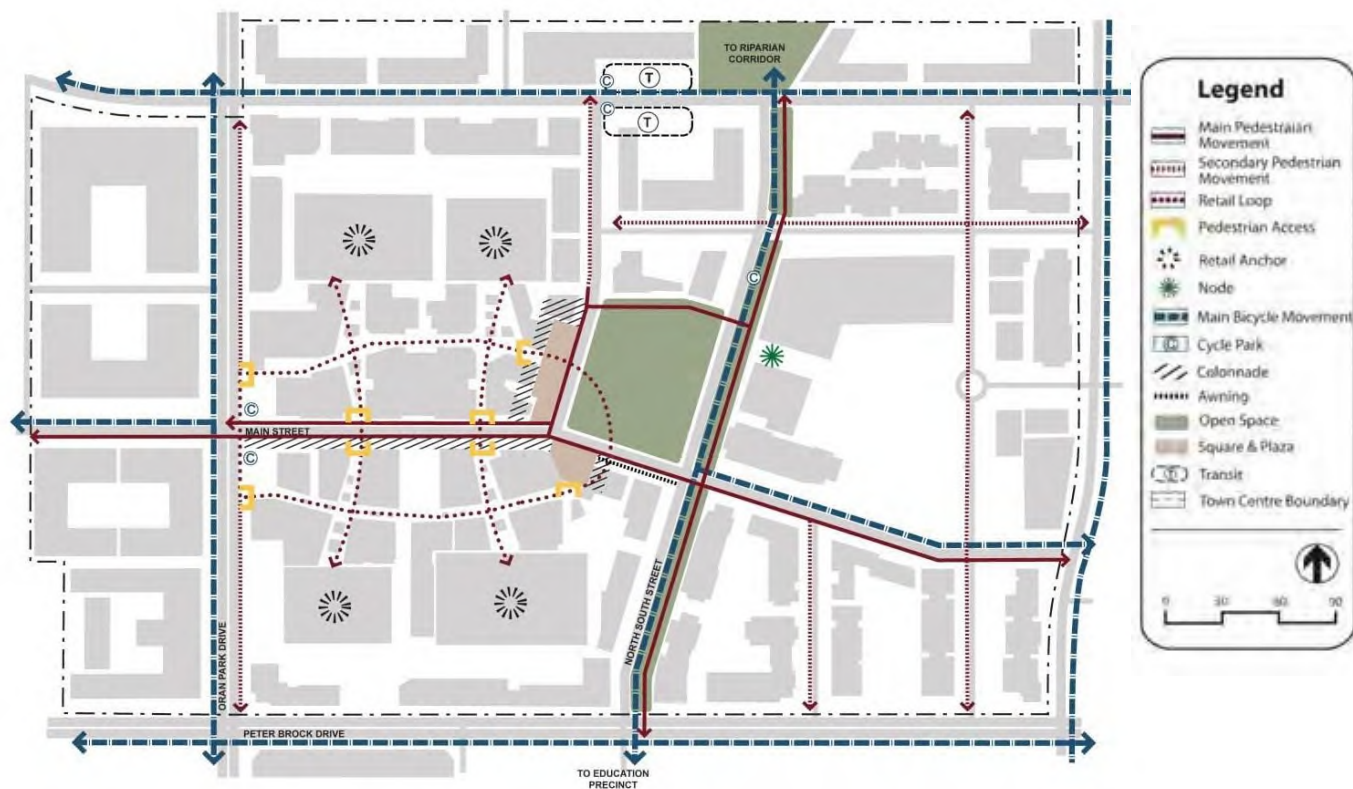 TO RIPARIAN
CORRIDOR
C
T
C
T
C
C
MAIN STREET
C
NORTH SOUTH STREET
ORAN PARK DRIVE
PETER BROCK DRIVE
TO EDUCATION
PRECINCT
Legend
Main Pedestraian
Movement
Secondary Pedestrian
Movement
Retail Loop
Pedestrian Access
Retail Anchor
Node
Main Bicycle Movement
C Cycle Park
Colonnade
Awning
Open Space
Square & Plaza
T Transit
Town Centre Boundary
0 30 60 90